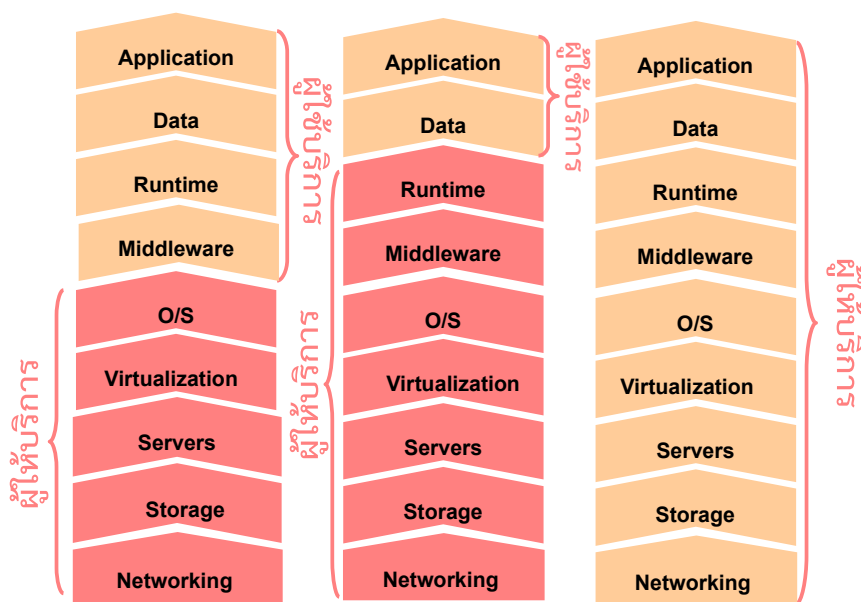 Application
Data
Runtime
Middleware
O/S
Virtualization
Servers
Storage
Networking
ผู้ใช้บริการ
ผู้ให้บริการ
Application
Data
Runtime
Middleware
O/S
Virtualization
Servers
Storage
Networking
ผู้ใช้บริการ
ผู้ให้บริการ
Application
Data
Runtime
Middleware
O/S
Virtualization
Servers
Storage
Networking
ผู้ให้บริการ